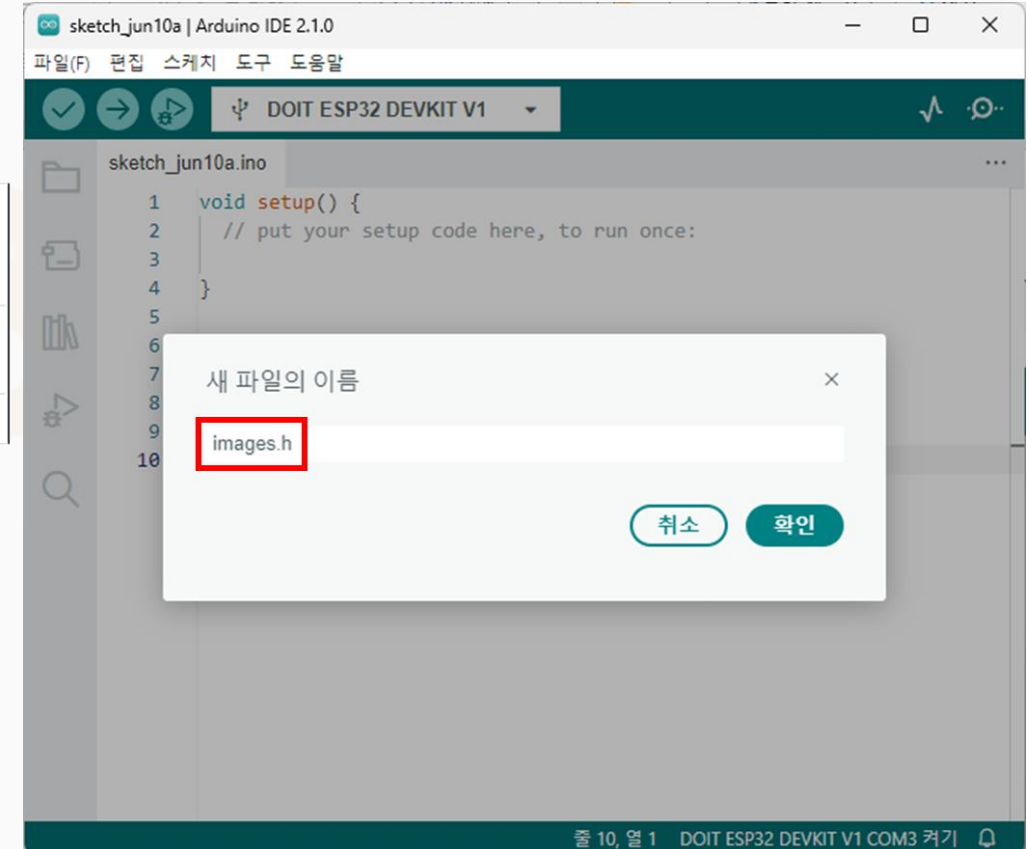 sketch_jun10a | Arduino IDE 2.1.0
파일(F) 편집 스케치 도구 도움말
DOIT ESP32 DEVKIT V1
sketch_jun10a.ino
1 void setup() {
2 // put your setup code here, to run once:
3
4 }
5
6
7
8
9
10
새 파일의 이름
images.h
취소 확인
줄 10, 열 1 DOIT ESP32 DEVKIT V1 COM3 켜기